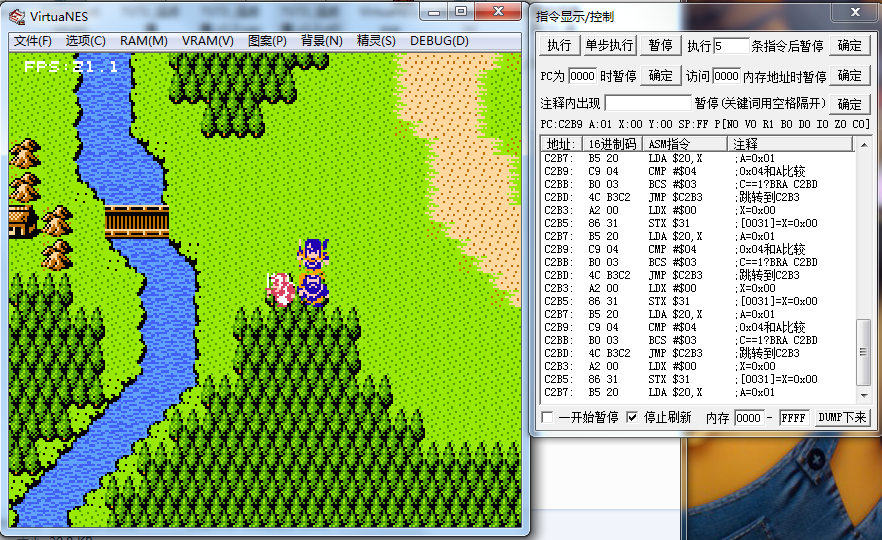 VirtuaNES
文件(F) 选项(C) RAM(M) VRAM(V) 图案(P) 背景(N) 精灵(S) DEBUG(D)
FPS:21.1
指令显示/控制
执行 单步执行 暂停 执行 5 条指令后暂停 确定
PC为 0000 时暂停 确定 访问 0000 内存地址时暂停 确定
注释内出现 暂停(关键词用空格隔开) 确定
PC:C2B9 A:01 X:00 Y:00 SP:FF P[N0 V0 R1 B0 D0 I0 Z0 C0]
地址: 16进制码 ASM指令 注释
C2B7: B5 20 LDA $20,X ;A=0x01
C2B9: C9 04 CMP #$04 ;0x04和A比较
C2BB: B0 03 BCS #$03 ;C==1?BRA C2BD
C2BD: 4C B3C2 JMP $C2B3 ;跳转到C2B3
C2B3: A2 00 LDX #$00 ;X=0x00
C2B5: 86 31 STX $31 ;[0031]=X=0x00
C2B7: B5 20 LDA $20,X ;A=0x01
C2B9: C9 04 CMP #$04 ;0x04和A比较
C2BB: B0 03 BCS #$03 ;C==1?BRA C2BD
C2BD: 4C B3C2 JMP $C2B3 ;跳转到C2B3
C2B3: A2 00 LDX #$00 ;X=0x00
C2B5: 86 31 STX $31 ;[0031]=X=0x00
C2B7: B5 20 LDA $20,X ;A=0x01
C2B9: C9 04 CMP #$04 ;0x04和A比较
C2BB: B0 03 BCS #$03 ;C==1?BRA C2BD
C2BD: 4C B3C2 JMP $C2B3 ;跳转到C2B3
C2B3: A2 00 LDX #$00 ;X=0x00
C2B5: 86 31 STX $31 ;[0031]=X=0x00
C2B7: B5 20 LDA $20,X ;A=0x01
一开始暂停 停止刷新 内存 0000 - FFFF DUMP下来